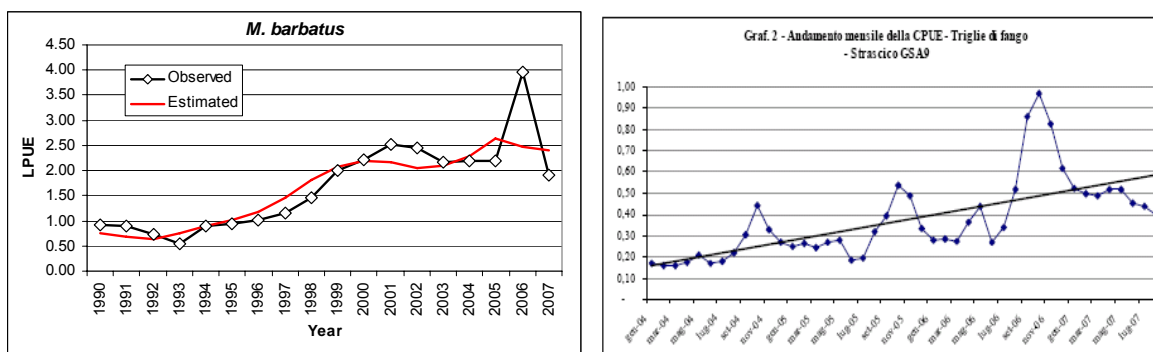 M. barbatus
4.50
4.00
3.50
3.00
2.50
2.00
1.50
1.00
0.50
0.00
LPUE
Observed
Estimated
1990 1991 1992 1993 1994 1995 1996 1997 1998 1999 2000 2001 2002 2003 2004 2005 2006 2007
Year
Graf. 2 - Andamento mensile della CPUE - Triglie di fango
- Strascico GSA9
1,00
0,90
0,80
0,70
0,60
0,50
0,40
0,30
0,20
0,10
-
gen-04 mar-04 mag-04 lug-04 set-04 nov-04 gen-05 mar-05 mag-05 lug-05 set-05 nov-05 gen-06 mar-06 mag-06 lug-06 set-06 nov-06 gen-07 mar-07 mag-07 lug-07